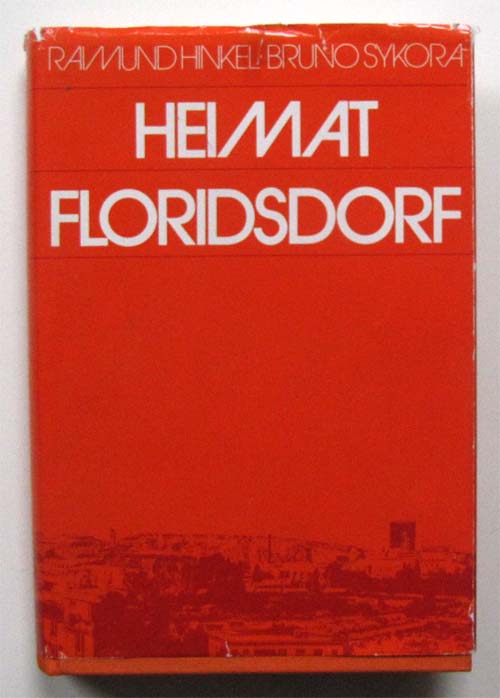 RAIMUND HINKEL/BRUNO SYKORA
HEIMAT
FLORIDSDORF